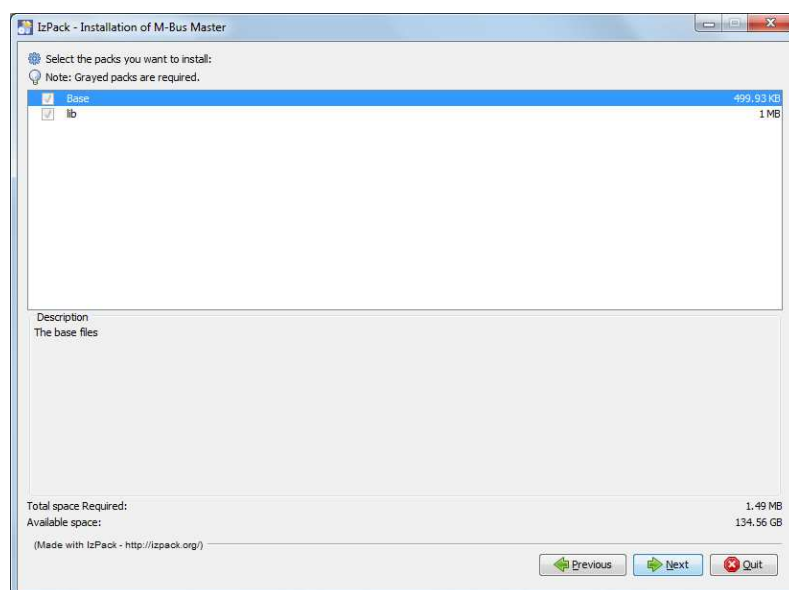 IzPack - Installation of M-Bus Master
Select the packs you want to install:
Note: Grayed packs are required.
Base 499.93 KB
lib 1 MB
Description
The base files
Total space Required: 1.49 MB
Available space: 134.56 GB
(Made with IzPack - http://izpack.org/)
Previous Next Quit